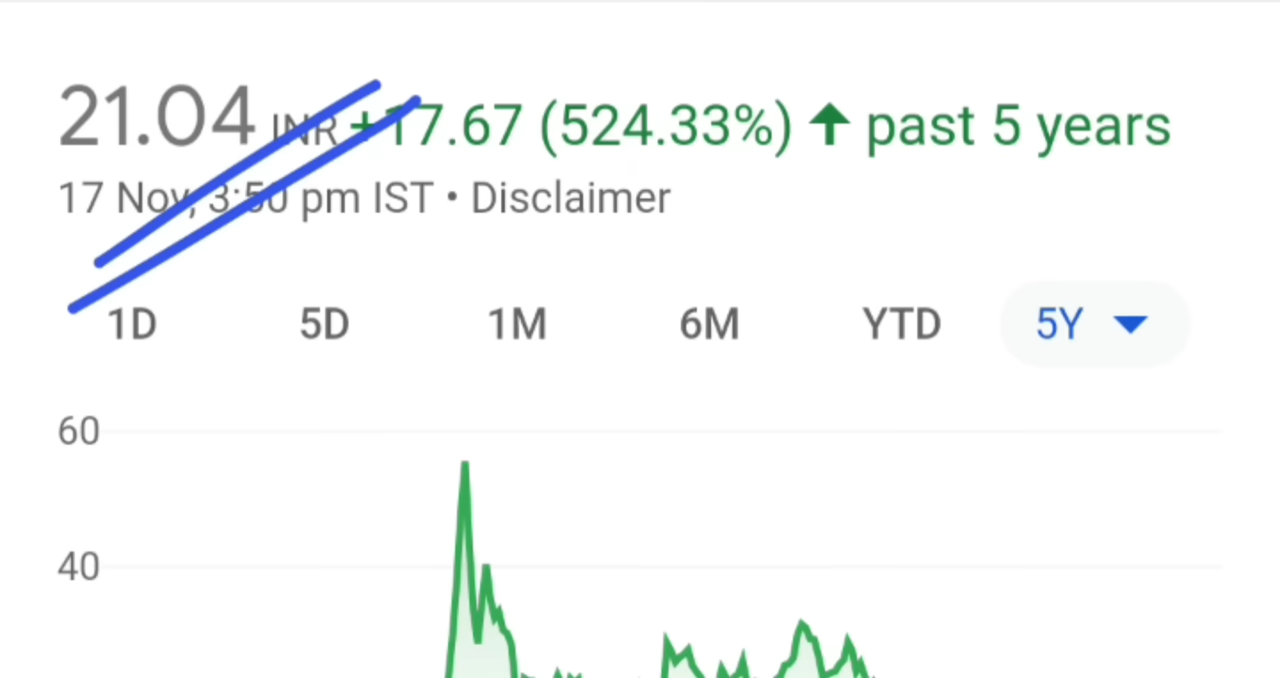 21.04 INR +17.67 (524.33%) ↑ past 5 years
17 Nov, 3:50 pm IST • Disclaimer
1D 5D 1M 6M YTD 5Y
60
40